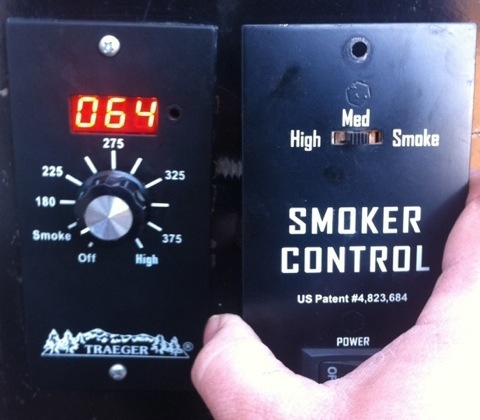 064
275
225
325
180
Smoke
375
Off
High
TRAEGER®
Med
High Smoke
SMOKER
CONTROL
US Patent #4,823,684
POWER